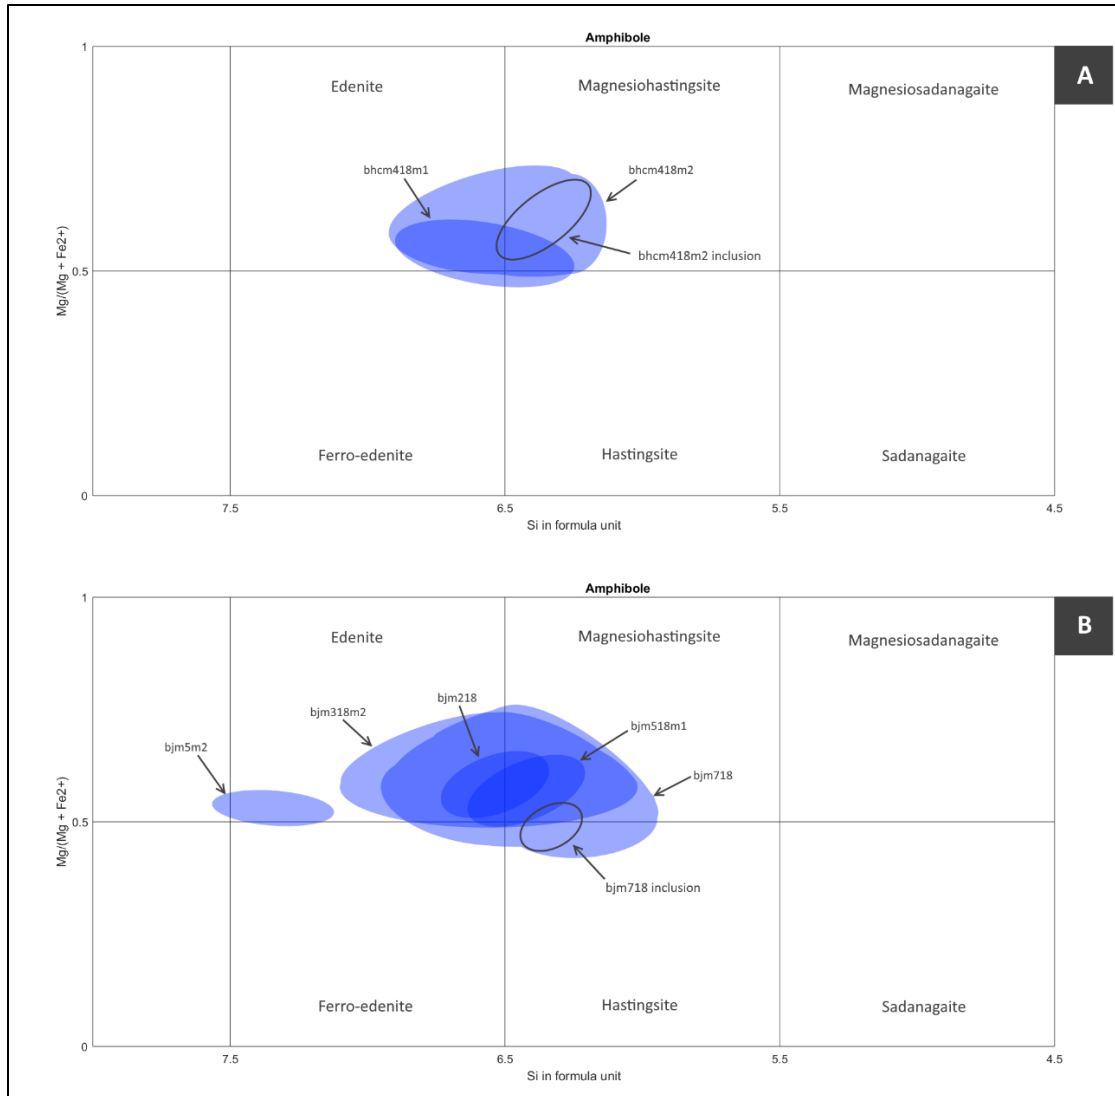 Amphibole
A
1
Edenite
Magnesiohastingsite
Magnesiosadanagaite
bhcm418m1
bhcm418m2
bhcm418m2 inclusion
0.5
Mg/(Mg + Fe2+)
Ferro-edenite
Hastingsite
Sadanagaite
0
7.5
6.5
5.5
4.5
Si in formula unit
Amphibole
B
1
Edenite
Magnesiohastingsite
Magnesiosadanagaite
bjm218
bjm318m2
bjm518m1
bjm5m2
bjm718
0.5
Mg/(Mg + Fe2+)
bjm718 inclusion
Ferro-edenite
Hastingsite
Sadanagaite
0
7.5
6.5
5.5
4.5
Si in formula unit